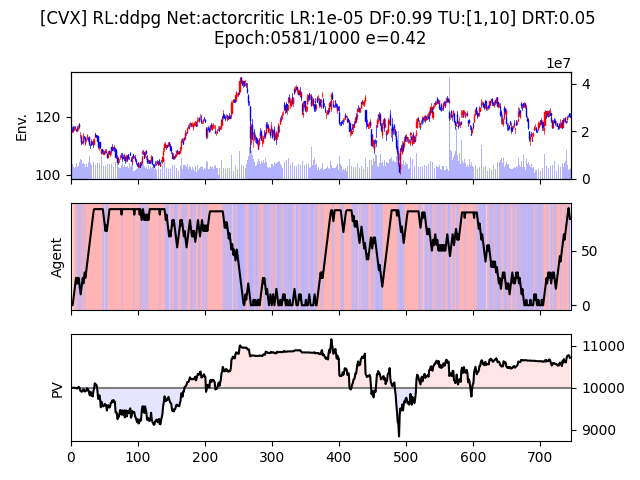 [CVX] RL:ddpg Net:actorcritic LR:1e-05 DF:0.99 TU:[1,10] DRT:0.05
Epoch:0581/1000 e=0.42
1e7
Env.
120
100
4
2
0
Agent
50
0
PV
11000
10000
9000
0 100 200 300 400 500 600 700